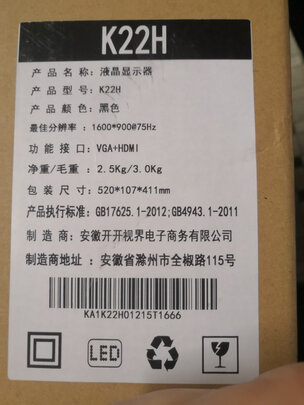 K22H
产品名称：液晶显示器
产品型号：K22H
产品颜色：黑色
最佳分辨率：1600*900@75Hz
功能接口：VGA+HDMI
净重/毛重：2.5Kg/3.0Kg
包装尺寸：520*107*411mm
产品执行标准：GB17625.1-2012;GB4943.1-2011
制造商：安徽开开视界电子商务有限公司
制造商地址：安徽省滁州市全椒路115号
KA1K22H01215T1666
LED